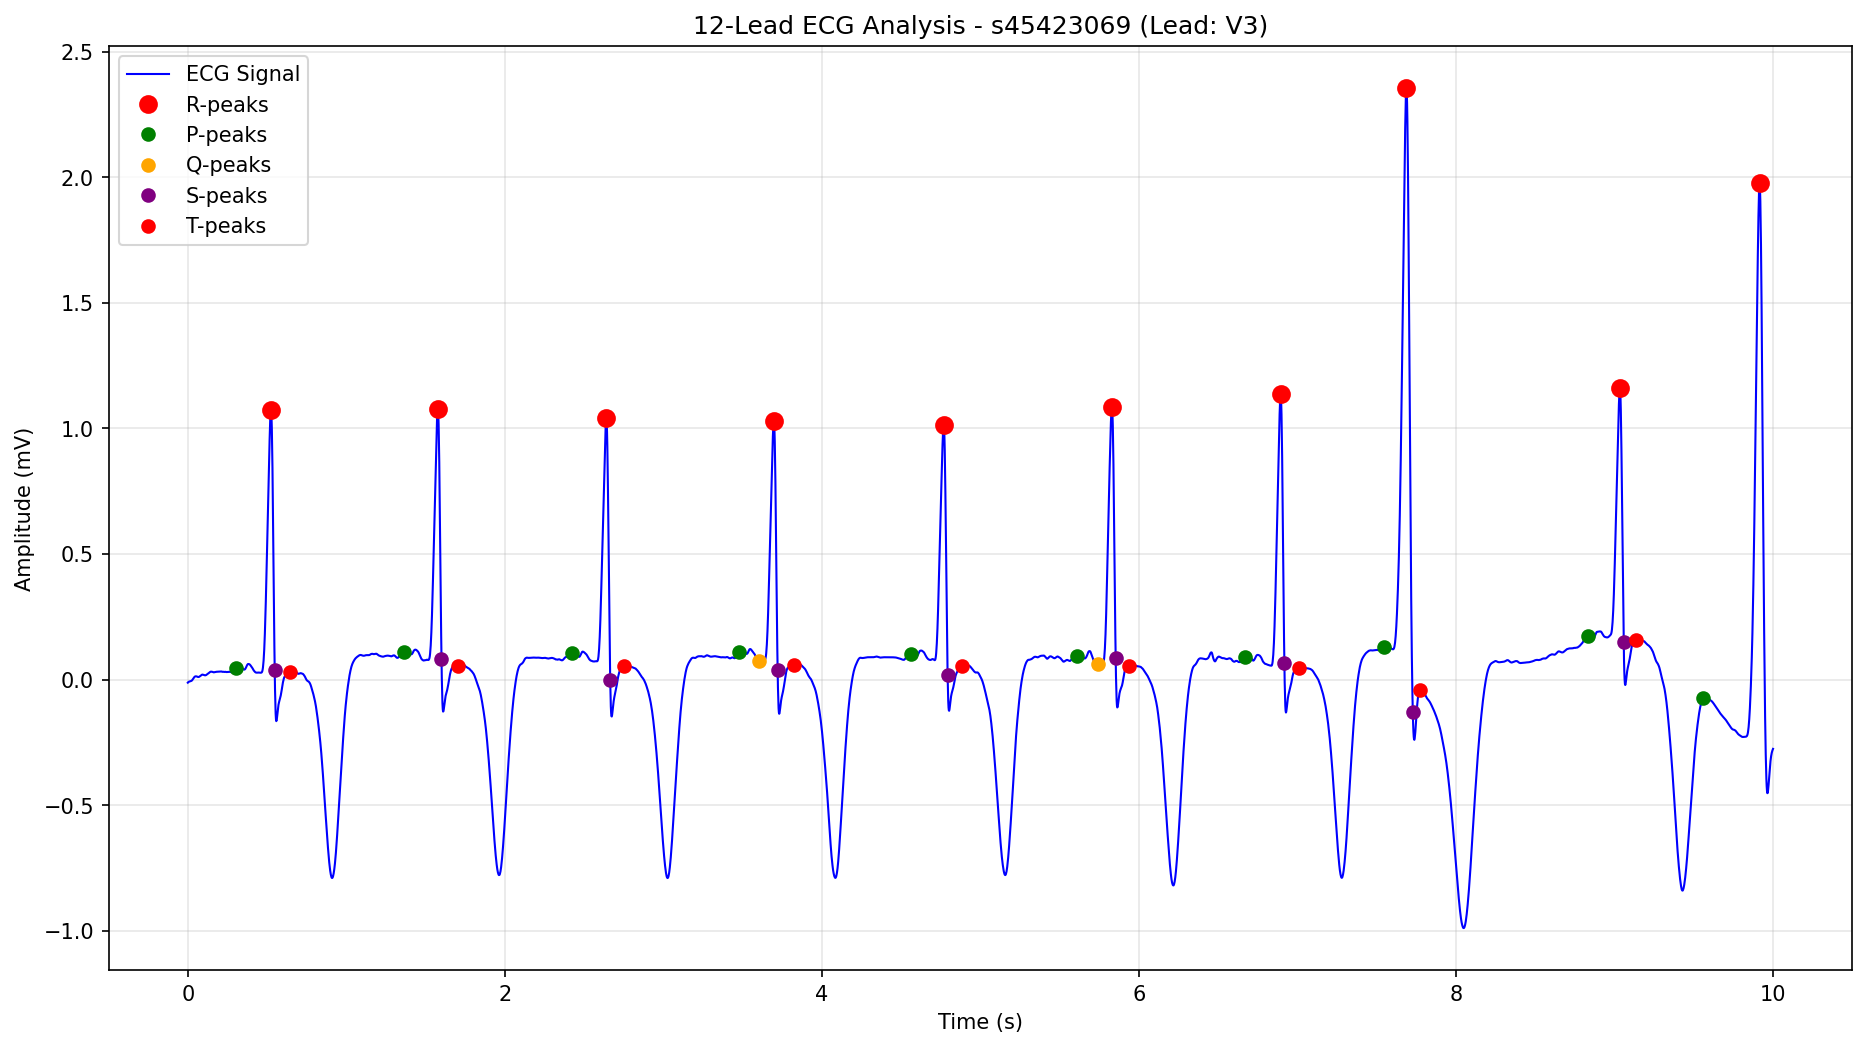 12-Lead ECG Analysis - s45423069 (Lead: V3)
2.5
2.0
1.5
1.0
0.5
0.0
−0.5
−1.0
Amplitude (mV)
ECG Signal
R-peaks
P-peaks
Q-peaks
S-peaks
T-peaks
0 2 4 6 8 10
Time (s)